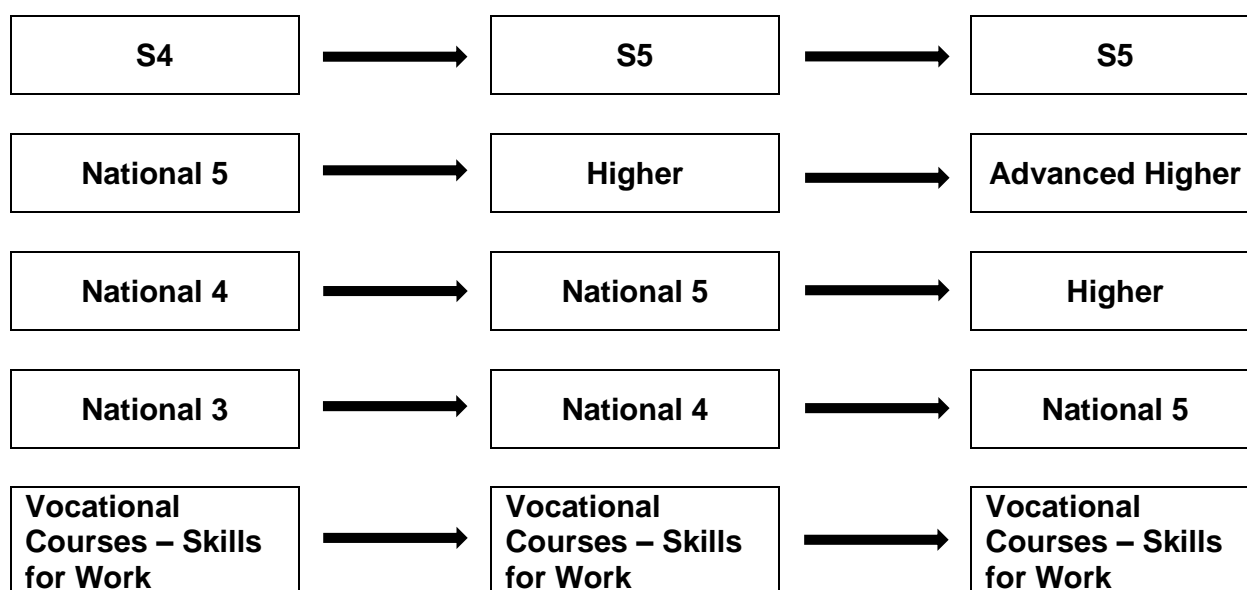 S4
S5
S5
National 5
Higher
Advanced Higher
National 4
National 5
Higher
National 3
National 4
National 5
Vocational
Courses – Skills
for Work
Vocational
Courses – Skills
for Work
Vocational
Courses – Skills
for Work